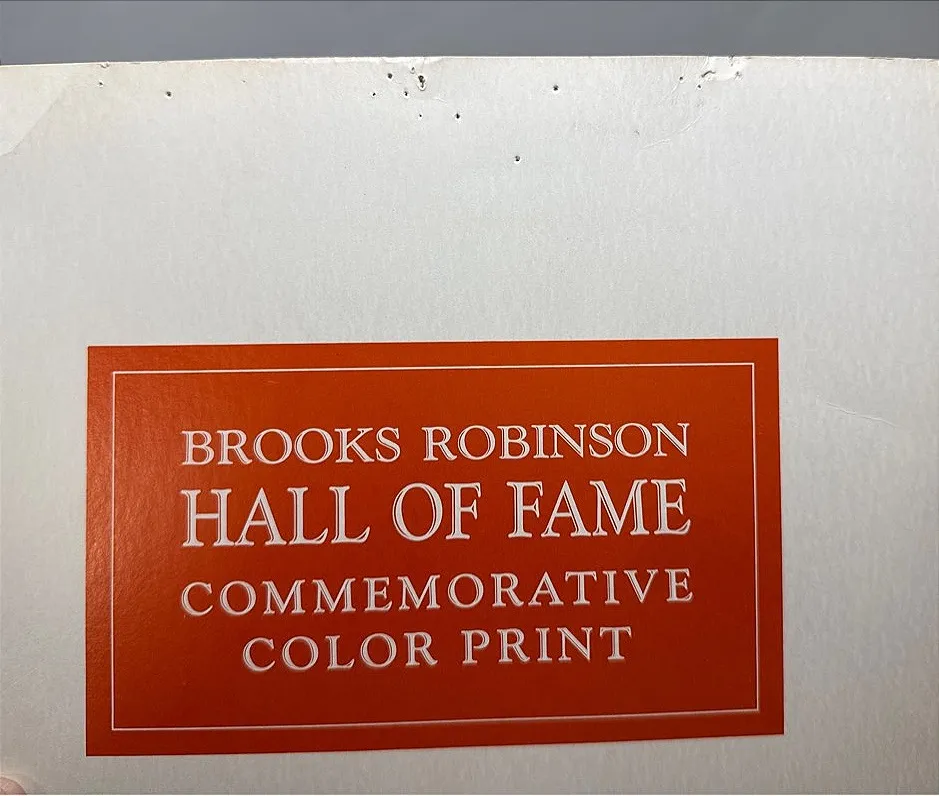 BROOKS ROBINSON
HALL OF FAME
COMMEMORATIVE
COLOR PRINT